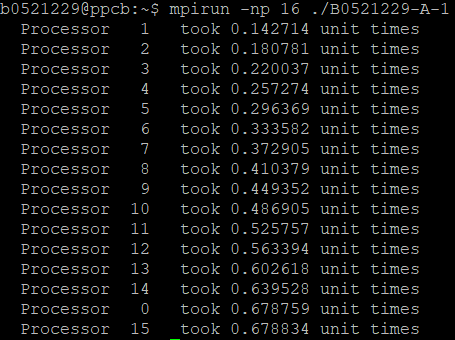 b0521229@ppcb:~$ mpirun -np 16 ./B0521229-A-1
Processor 1 took 0.142714 unit times
Processor 2 took 0.180781 unit times
Processor 3 took 0.220037 unit times
Processor 4 took 0.257274 unit times
Processor 5 took 0.296369 unit times
Processor 6 took 0.333582 unit times
Processor 7 took 0.372905 unit times
Processor 8 took 0.410379 unit times
Processor 9 took 0.449352 unit times
Processor 10 took 0.486905 unit times
Processor 11 took 0.525757 unit times
Processor 12 took 0.563394 unit times
Processor 13 took 0.602618 unit times
Processor 14 took 0.639528 unit times
Processor 0 took 0.678759 unit times
Processor 15 took 0.678834 unit times